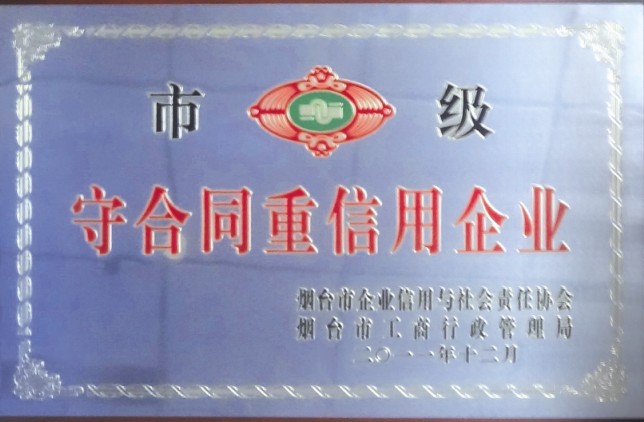 市 级
守合同重信用企业
烟台市企业信用与社会责任协会
烟台市工商行政管理局
二〇一一年十二月